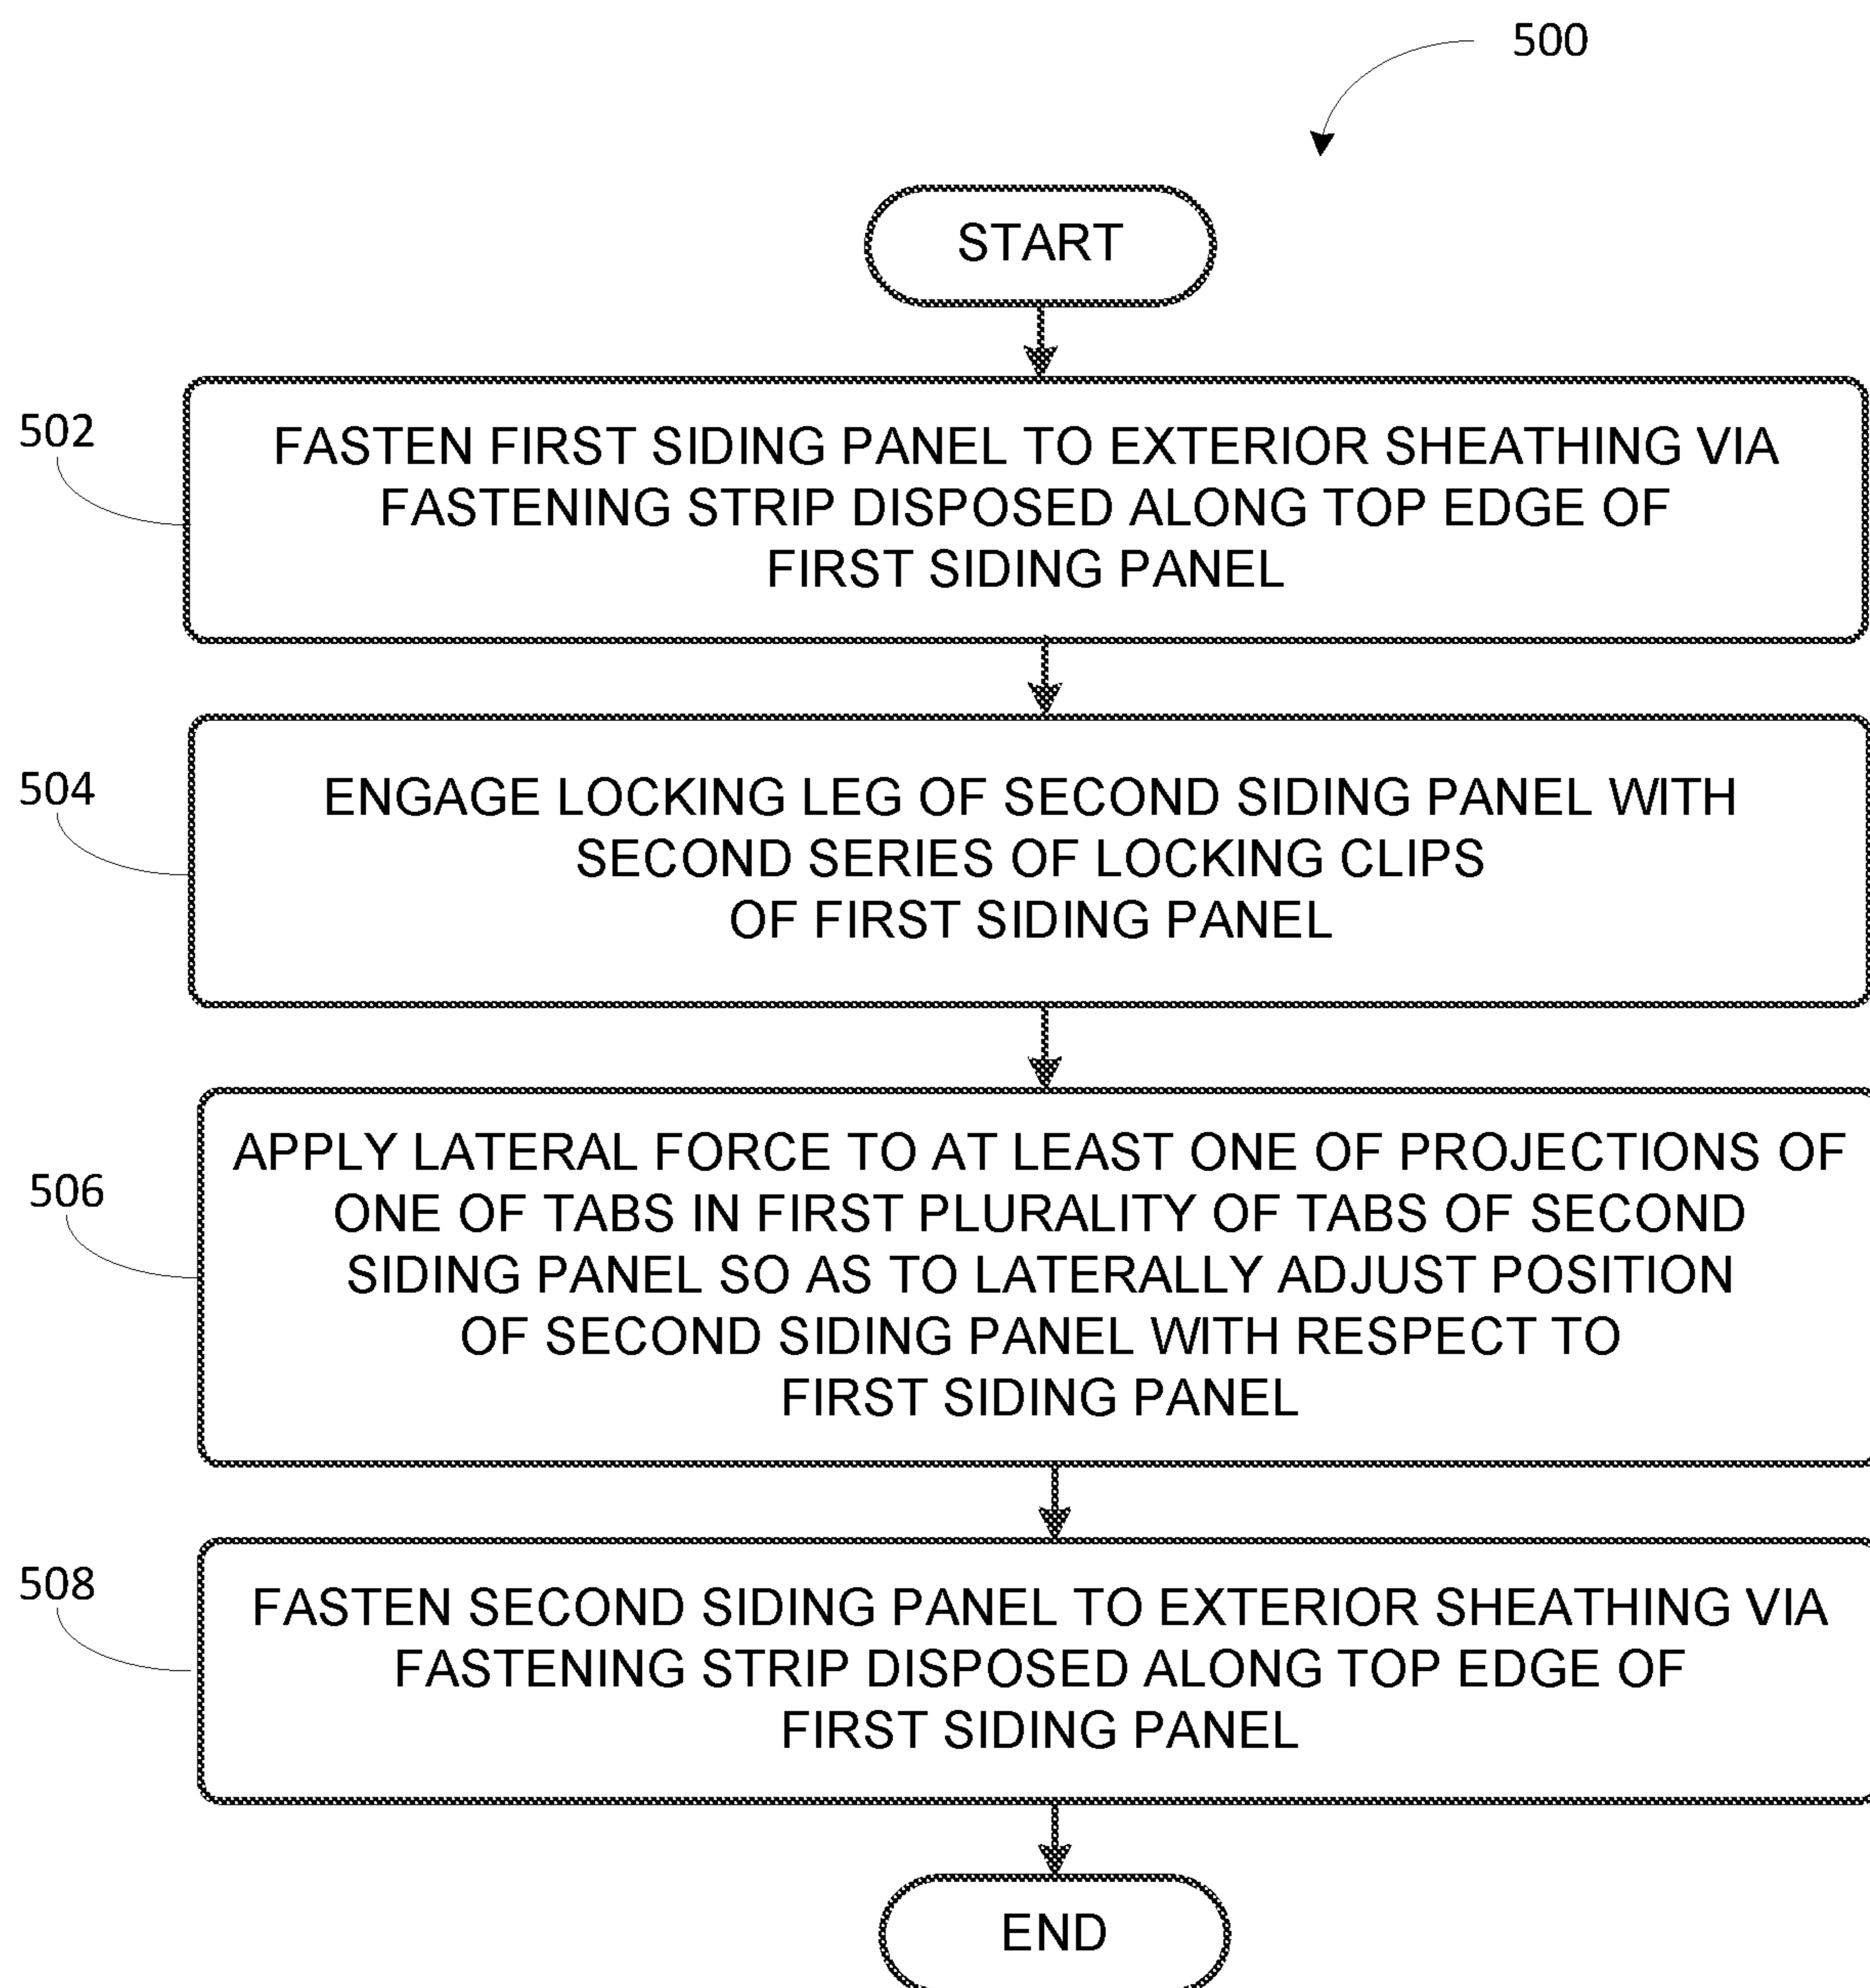 500
START
502
FASTEN FIRST SIDING PANEL TO EXTERIOR SHEATHING VIA
FASTENING STRIP DISPOSED ALONG TOP EDGE OF
FIRST SIDING PANEL
504
ENGAGE LOCKING LEG OF SECOND SIDING PANEL WITH
SECOND SERIES OF LOCKING CLIPS
OF FIRST SIDING PANEL
506
APPLY LATERAL FORCE TO AT LEAST ONE OF PROJECTIONS OF
ONE OF TABS IN FIRST PLURALITY OF TABS OF SECOND
SIDING PANEL SO AS TO LATERALLY ADJUST POSITION
OF SECOND SIDING PANEL WITH RESPECT TO
FIRST SIDING PANEL
508
FASTEN SECOND SIDING PANEL TO EXTERIOR SHEATHING VIA
FASTENING STRIP DISPOSED ALONG TOP EDGE OF
FIRST SIDING PANEL
END